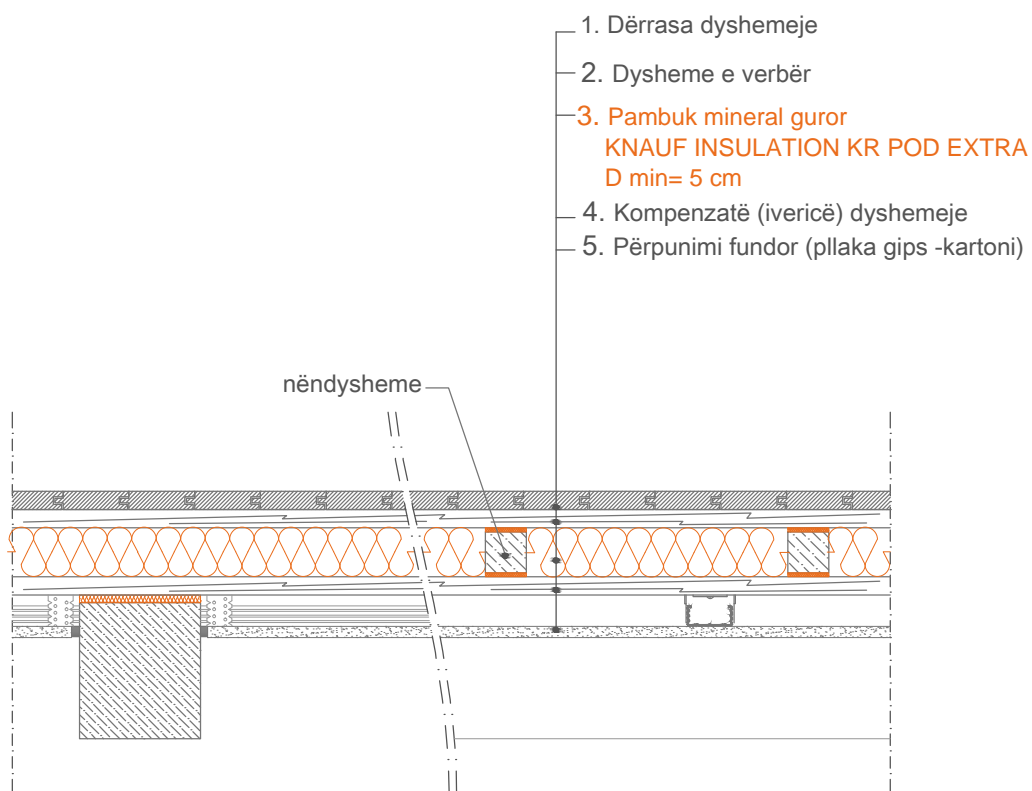 1. Dërrasa dyshemeje
2. Dysheme e verbër
3. Pambuk mineral guror
KNAUF INSULATION KR POD EXTRA
D min= 5 cm
4. Kompenzatë (ivericë) dyshemeje
5. Përpunimi fundor (pllaka gips -kartoni)
nëndysheme